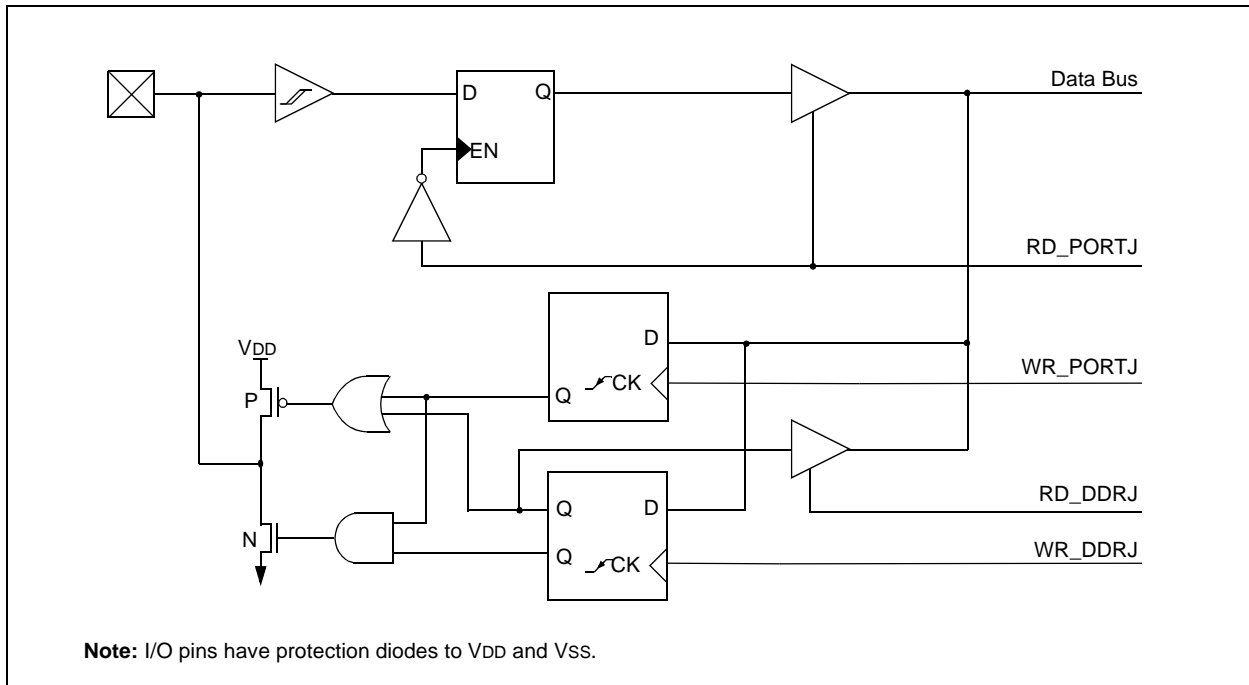 Data Bus
D
Q
EN
RD_PORTJ
D
VDD
WR_PORTJ
Q
CK
P
RD_DDRJ
Q
D
N
WR_DDRJ
Q
CK
Note: I/O pins have protection diodes to VDD and VSS.